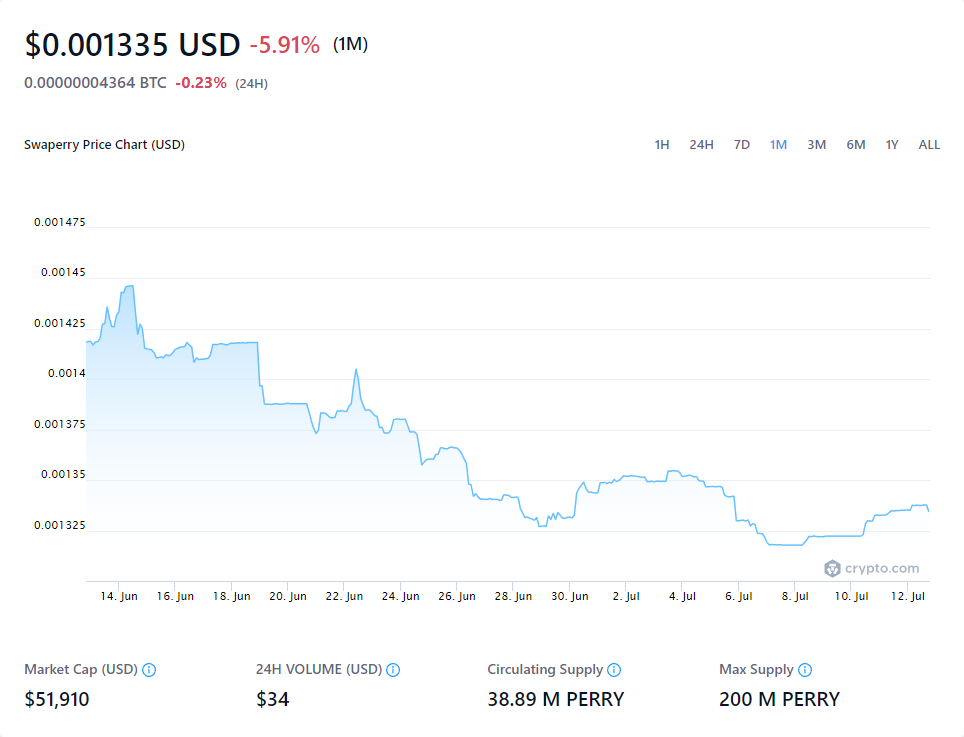 $0.001335 USD -5.91% (1M)
0.00000004364 BTC -0.23% (24H)
Swaperry Price Chart (USD) 1H 24H 7D 1M 3M 6M 1Y ALL
0.001475
0.00145
0.001425
0.0014
0.001375
0.00135
0.001325
crypto.com
14. Jun 16. Jun 18. Jun 20. Jun 22. Jun 24. Jun 26. Jun 28. Jun 30. Jun 2. Jul 4. Jul 6. Jul 8. Jul 10. Jul 12. Jul
Market Cap (USD) 24H VOLUME (USD) Circulating Supply Max Supply
$51,910 $34 38.89 M PERRY 200 M PERRY